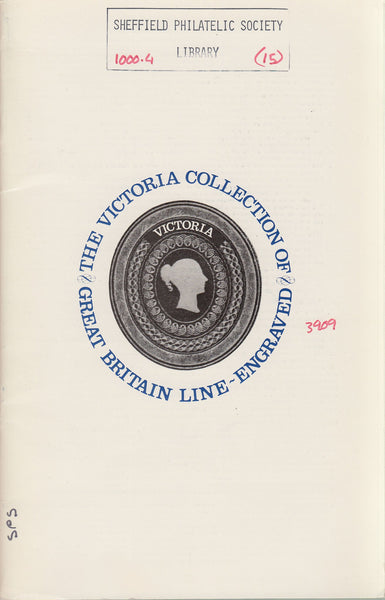 SHEFFIELD PHILATELIC SOCIETY
1000.4 LIBRARY (15)
THE VICTORIA COLLECTION OF
GREAT BRITAIN LINE-ENGRAVED
VICTORIA
3909
SPS